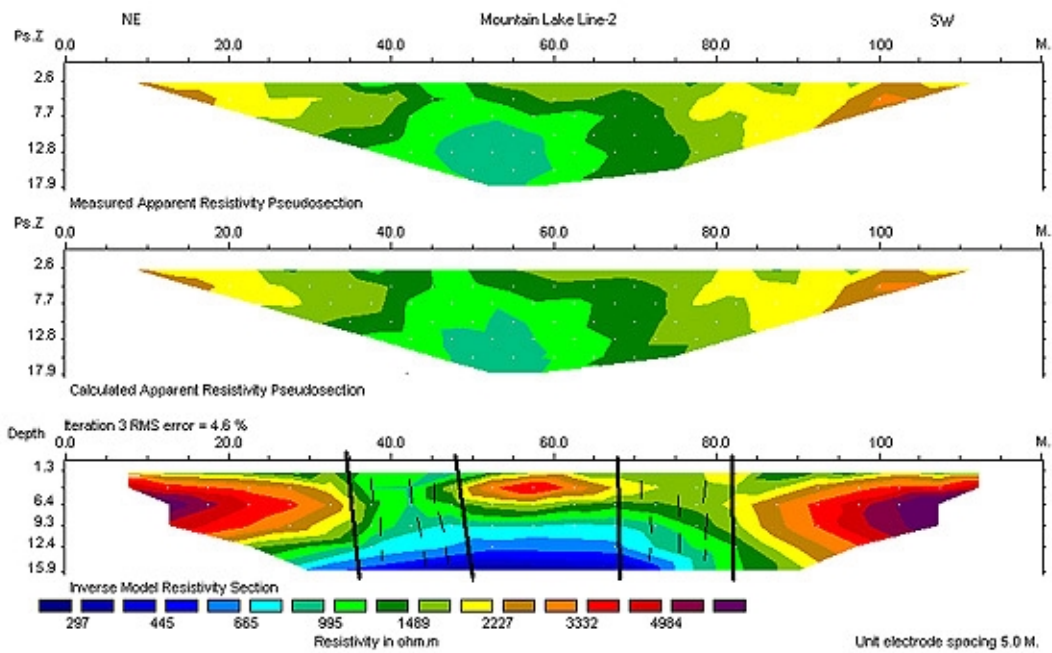 NE Mountain Lake Line-2 SW
Ps.Z 0.0 20.0 40.0 60.0 80.0 100 M.
2.6
7.7
12.8
17.9
Measured Apparent Resistivity Pseudosection
Ps.Z 0.0 20.0 40.0 60.0 80.0 100 M.
2.6
7.7
12.8
17.9
Calculated Apparent Resistivity Pseudosection
Iteration 3 RMS error = 4.6 %
Depth 0.0 20.0 40.0 60.0 80.0 100 M.
1.3
6.4
9.3
12.4
15.9
Inverse Model Resistivity Section
297 445 665 995 1489 2227 3332 4984
Resistivity in ohm.m Unit electrode spacing 5.0 M.